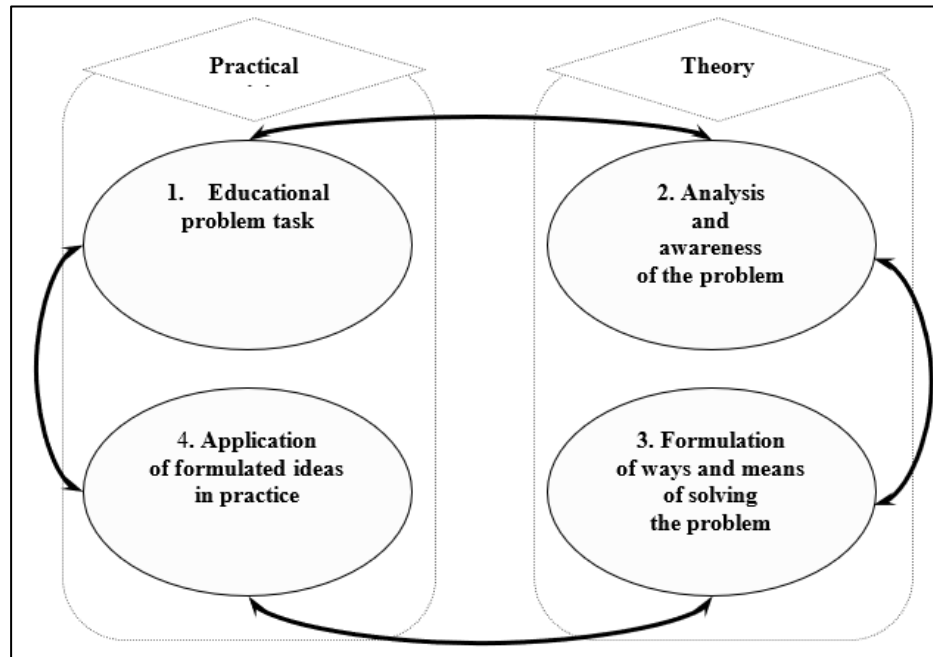 Practical
Theory
1. Educational
problem task
2. Analysis
and
awareness
of the problem
4. Application
of formulated ideas
in practice
3. Formulation
of ways and means
of solving
the problem